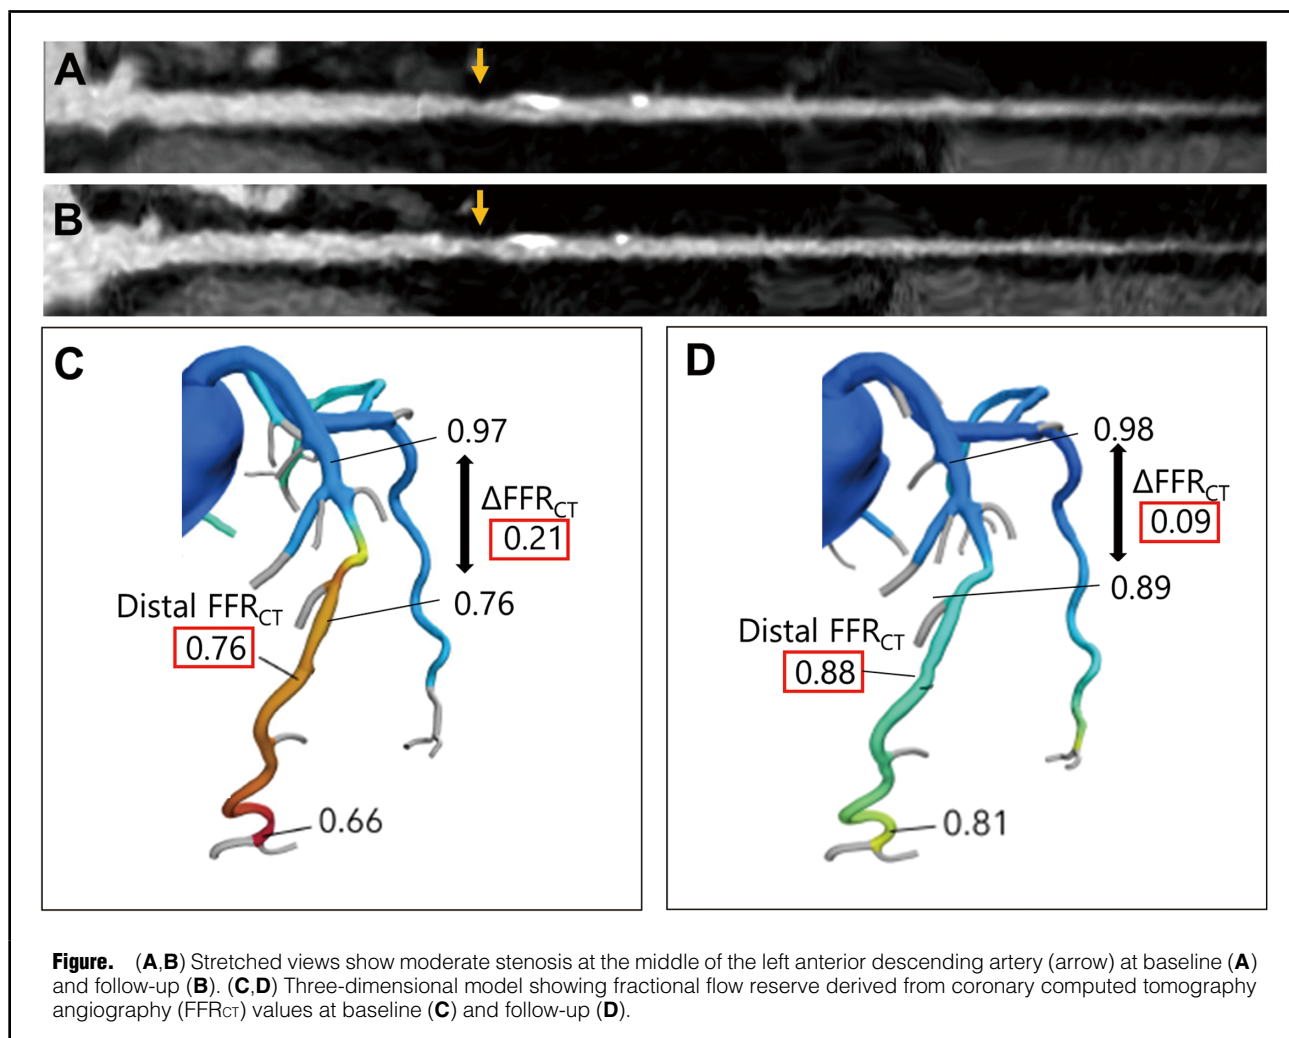 A
B
C
0.97
ΔFFRCT
0.21
0.76
Distal FFRCT
0.76
0.66
D
0.98
ΔFFRCT
0.09
0.89
Distal FFRCT
0.88
0.81
Figure. (A,B) Stretched views show moderate stenosis at the middle of the left anterior descending artery (arrow) at baseline (A)
and follow-up (B). (C,D) Three-dimensional model showing fractional flow reserve derived from coronary computed tomography
angiography (FFRCT) values at baseline (C) and follow-up (D).